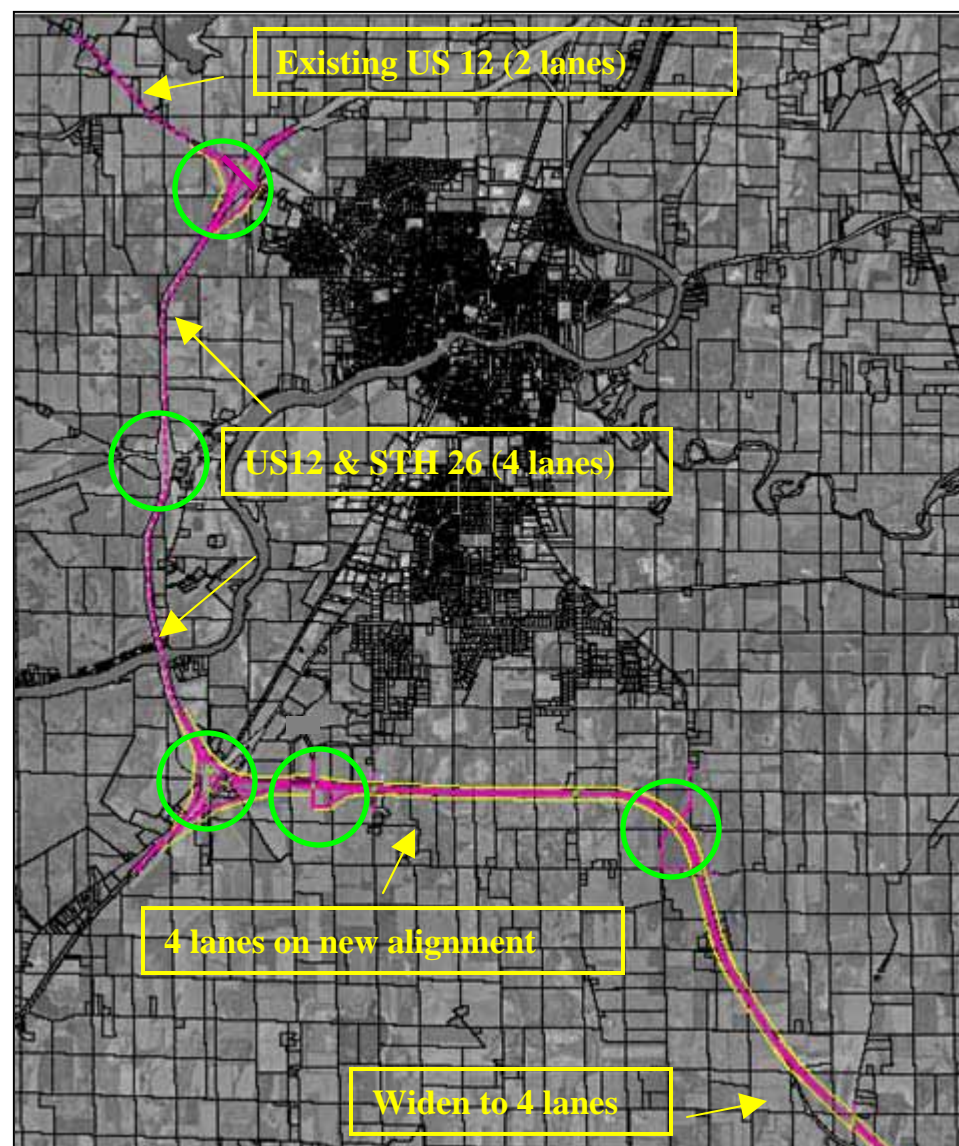 Existing US 12 (2 lanes)
US12 & STH 26 (4 lanes)
4 lanes on new alignment
Widen to 4 lanes